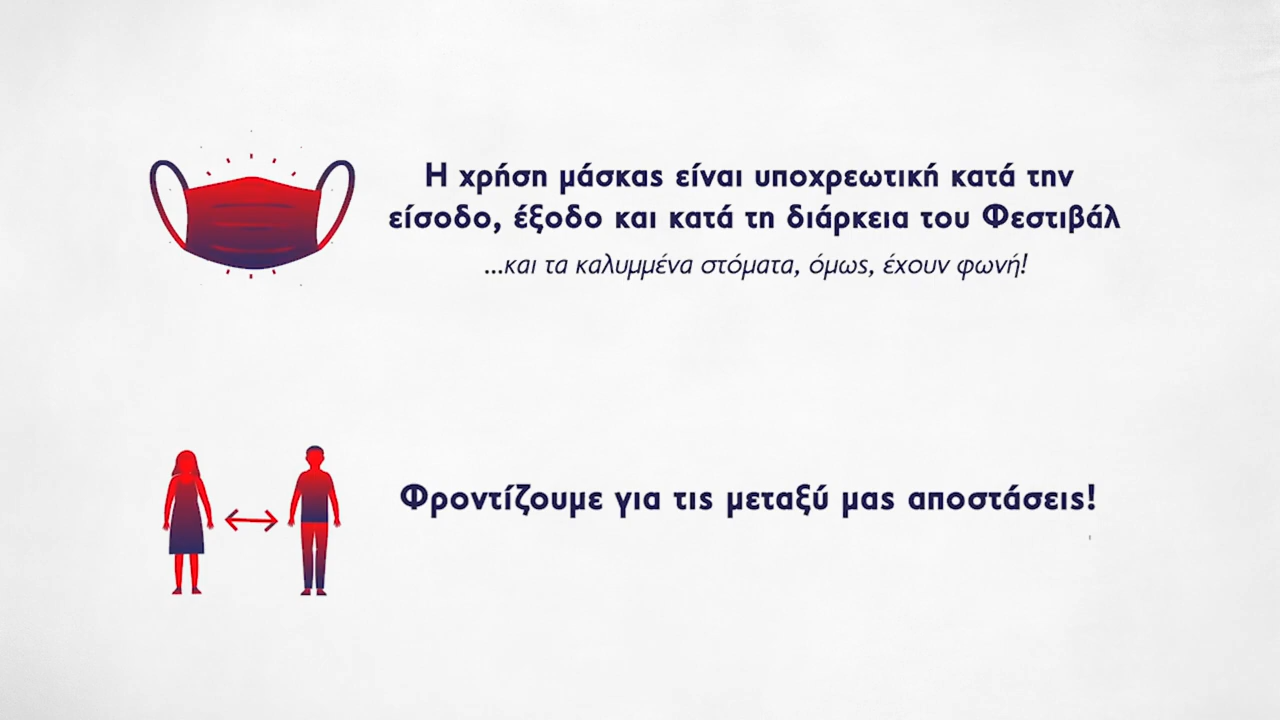 Η χρήση μάσκας είναι υποχρεωτική κατά την
είσοδο, έξοδο και κατά τη διάρκεια του Φεστιβάλ
...και τα καλυμμένα στόματα, όμως, έχουν φωνή!
Φροντίζουμε για τις μεταξύ μας αποστάσεις!